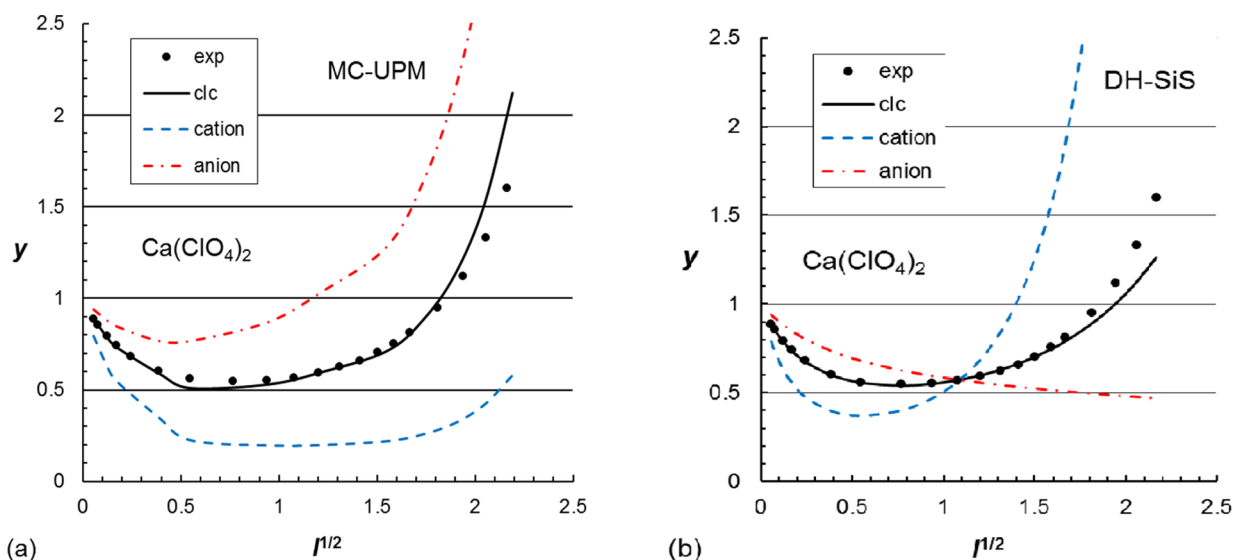 2.5
2
1.5
1
0.5
0
y
exp
clc
cation
anion
MC-UPM
Ca(ClO4)2
0 0.5 1 1.5 2 2.5
I1/2
(a)
2.5
2
1.5
1
0.5
0
y
exp
clc
cation
anion
DH-SiS
Ca(ClO4)2
0 0.5 1 1.5 2 2.5
I1/2
(b)